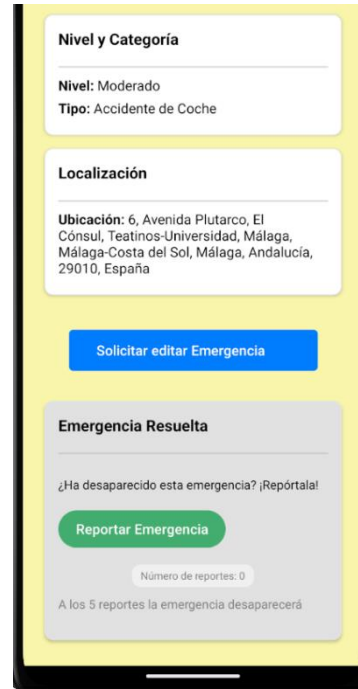 Nivel y Categoría
Nivel: Moderado
Tipo: Accidente de Coche
Localización
Ubicación: 6, Avenida Plutarco, El
Cónsul, Teatinos-Universidad, Málaga,
Málaga-Costa del Sol, Málaga, Andalucía,
29010, España
Solicitar editar Emergencia
Emergencia Resuelta
¿Ha desaparecido esta emergencia? ¡Repórtala!
Reportar Emergencia
Número de reportes: 0
A los 5 reportes la emergencia desaparecerá